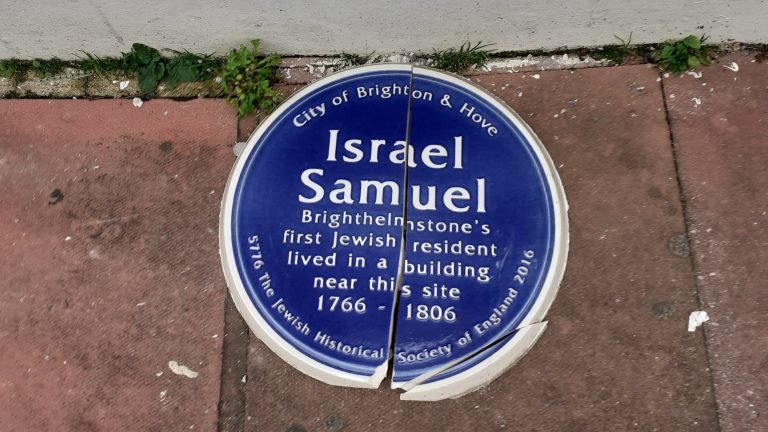 City of Brighton & Hove
Israel
Samuel
Brighthelmstone's
first Jewish resident
lived in a building
near this site
1766 - 1806
5776 The Jewish Historical Society of England 2016